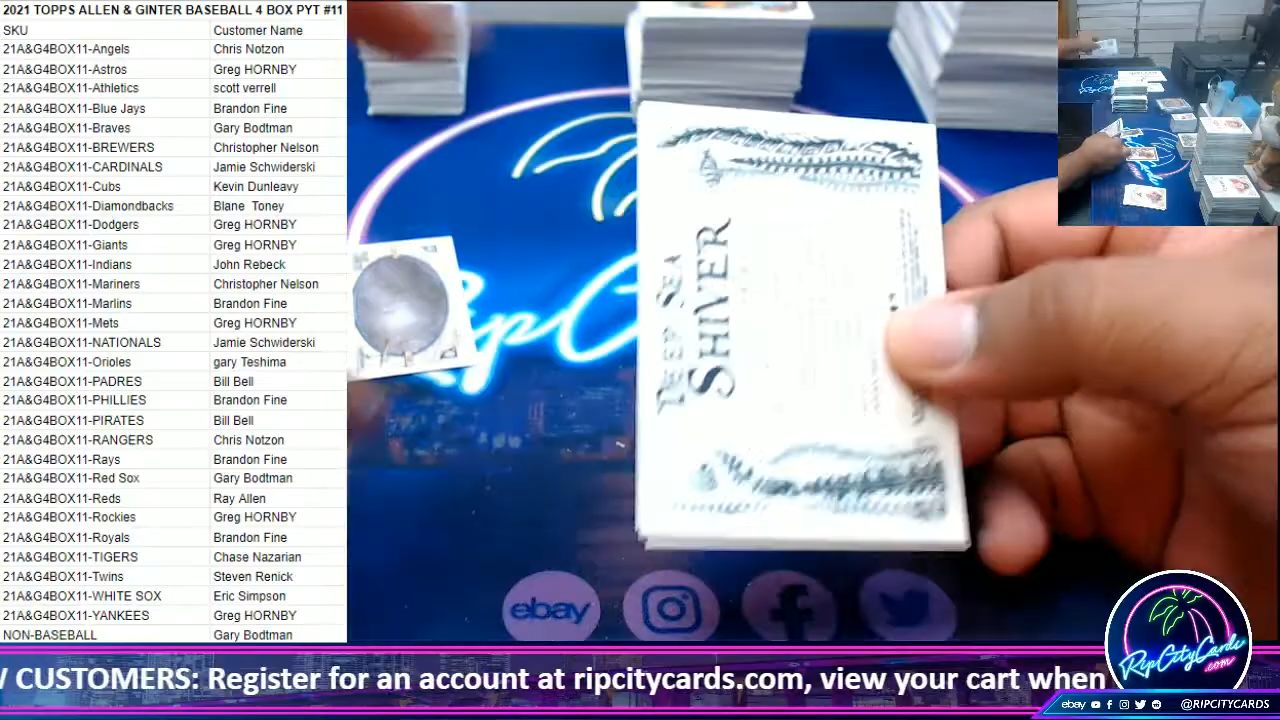 2021 TOPPS ALLEN & GINTER BASEBALL 4 BOX PYT #11
SKU Customer Name
21A&G4BOX11-Angels Chris Notzon
21A&G4BOX11-Astros Greg HORNBY
21A&G4BOX11-Athletics scott verrell
21A&G4BOX11-Blue Jays Brandon Fine
21A&G4BOX11-Braves Gary Bodtman
21A&G4BOX11-BREWERS Christopher Nelson
21A&G4BOX11-CARDINALS Jamie Schwiderski
21A&G4BOX11-Cubs Kevin Dunleavy
21A&G4BOX11-Diamondbacks Blane Toney
21A&G4BOX11-Dodgers Greg HORNBY
21A&G4BOX11-Giants Greg HORNBY
21A&G4BOX11-Indians John Rebeck
21A&G4BOX11-Mariners Christopher Nelson
21A&G4BOX11-Marlins Brandon Fine
21A&G4BOX11-Mets Greg HORNBY
21A&G4BOX11-NATIONALS Jamie Schwiderski
21A&G4BOX11-Orioles gary Teshima
21A&G4BOX11-PADRES Bill Bell
21A&G4BOX11-PHILLIES Brandon Fine
21A&G4BOX11-PIRATES Bill Bell
21A&G4BOX11-RANGERS Chris Notzon
21A&G4BOX11-Rays Brandon Fine
21A&G4BOX11-Red Sox Gary Bodtman
21A&G4BOX11-Reds Ray Allen
21A&G4BOX11-Rockies Greg HORNBY
21A&G4BOX11-Royals Brandon Fine
21A&G4BOX11-TIGERS Chase Nazarian
21A&G4BOX11-Twins Steven Renick
21A&G4BOX11-WHITE SOX Eric Simpson
21A&G4BOX11-YANKEES Greg HORNBY
NON-BASEBALL Gary Bodtman
DEEP SEA
SHIVER
RipC
ebay
CUSTOMERS: Register for an account at ripcitycards.com, view your cart when
RipCityCards
.com
ebay @RIPCITYCARDS